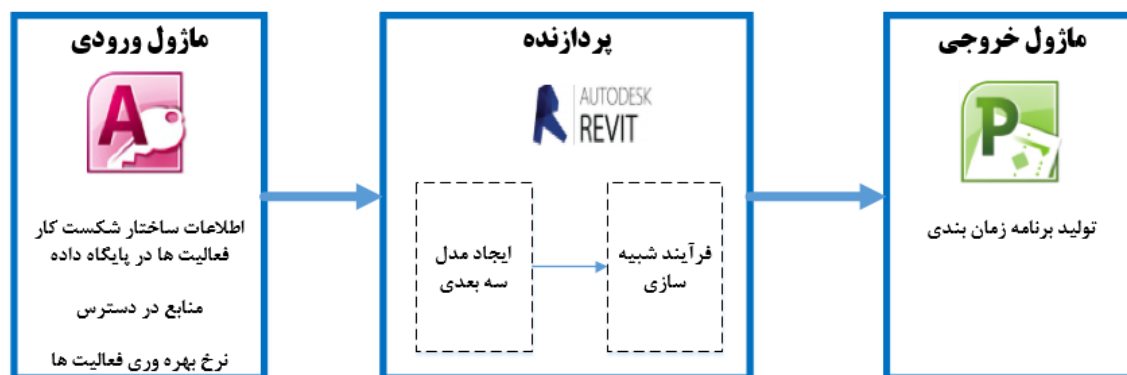 ماژول ورودی
اطلاعات ساختار شکست کار
فعالیت ها در پایگاه داده
منابع در دسترس
نرخ بهره وری فعالیت ها
پردازنده
AUTODESK
REVIT
ایجاد مدل
سه بعدی
فرآیند شبیه
سازی
ماژول خروجی
تولید برنامه زمان بندی